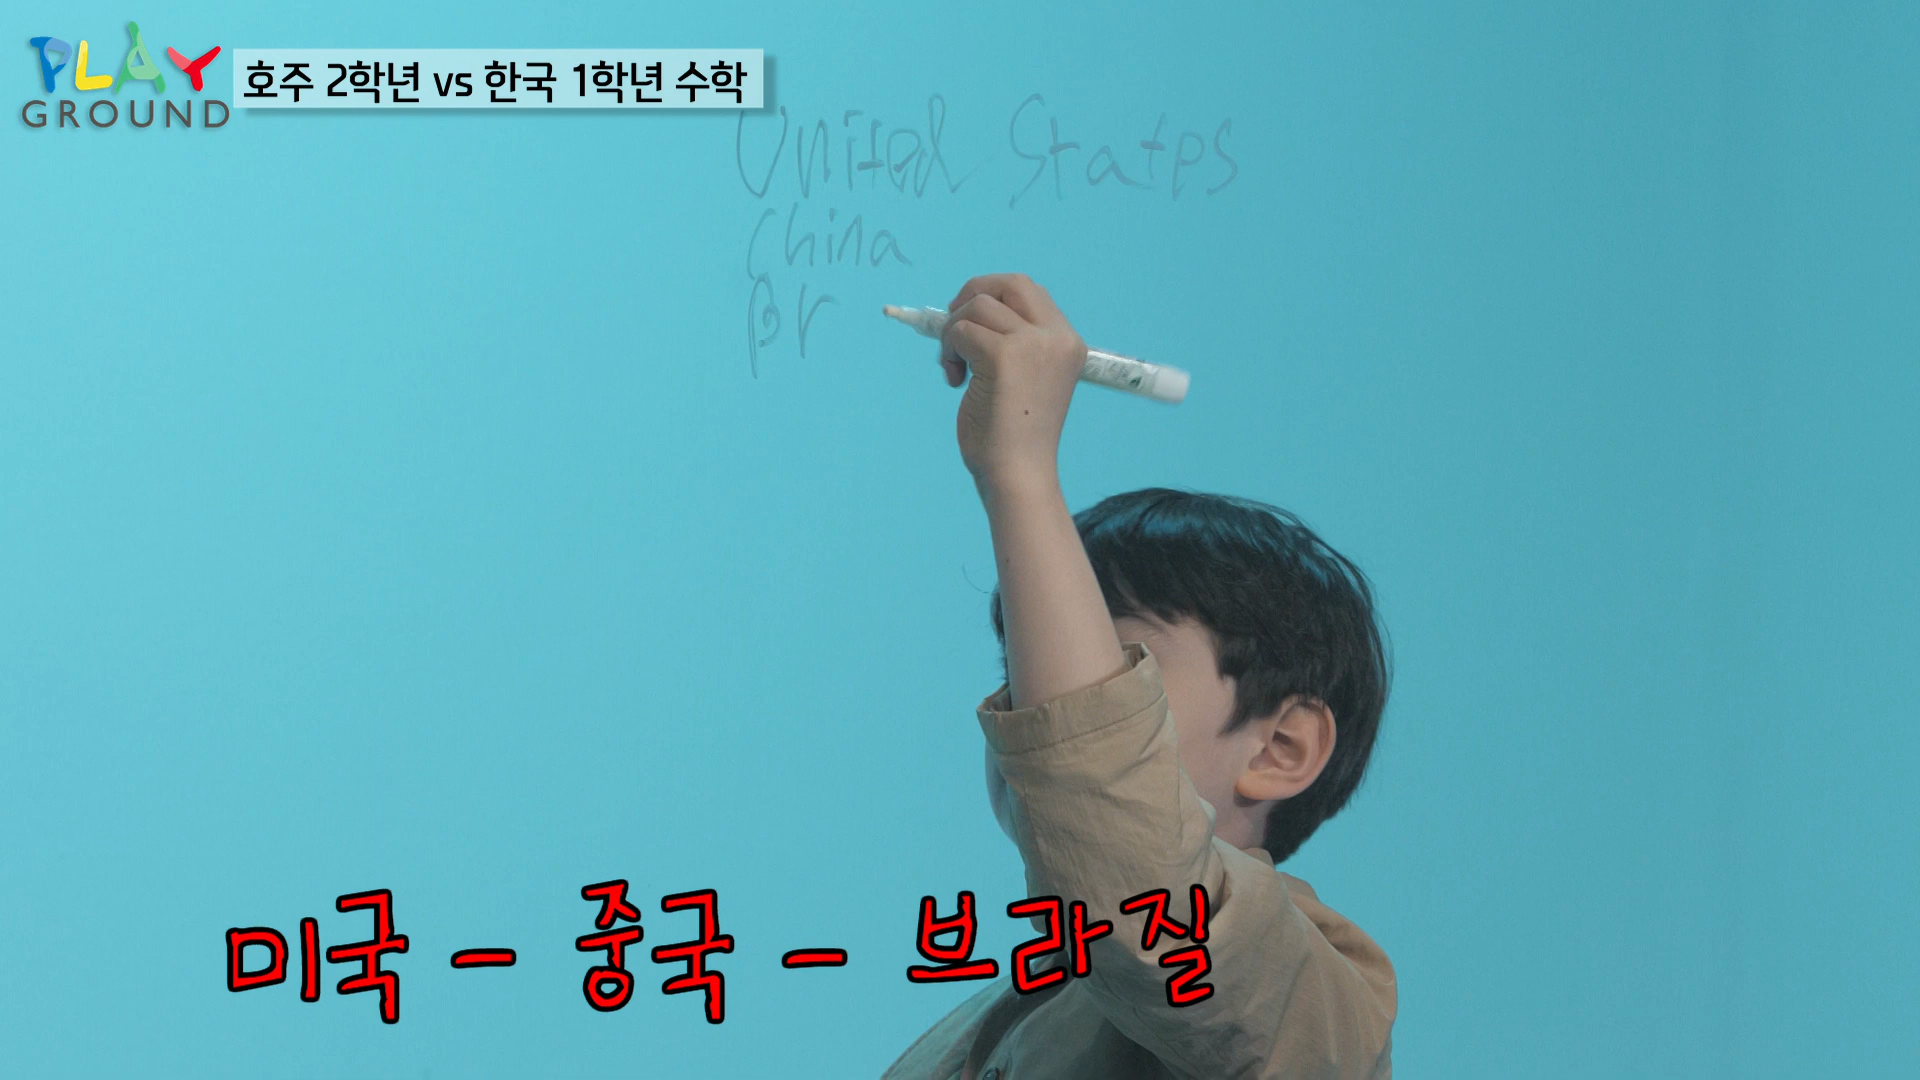 PLAY
GROUND
호주 2학년 vs 한국 1학년 수학
United States
China
Br
미국 - 중국 - 브라질